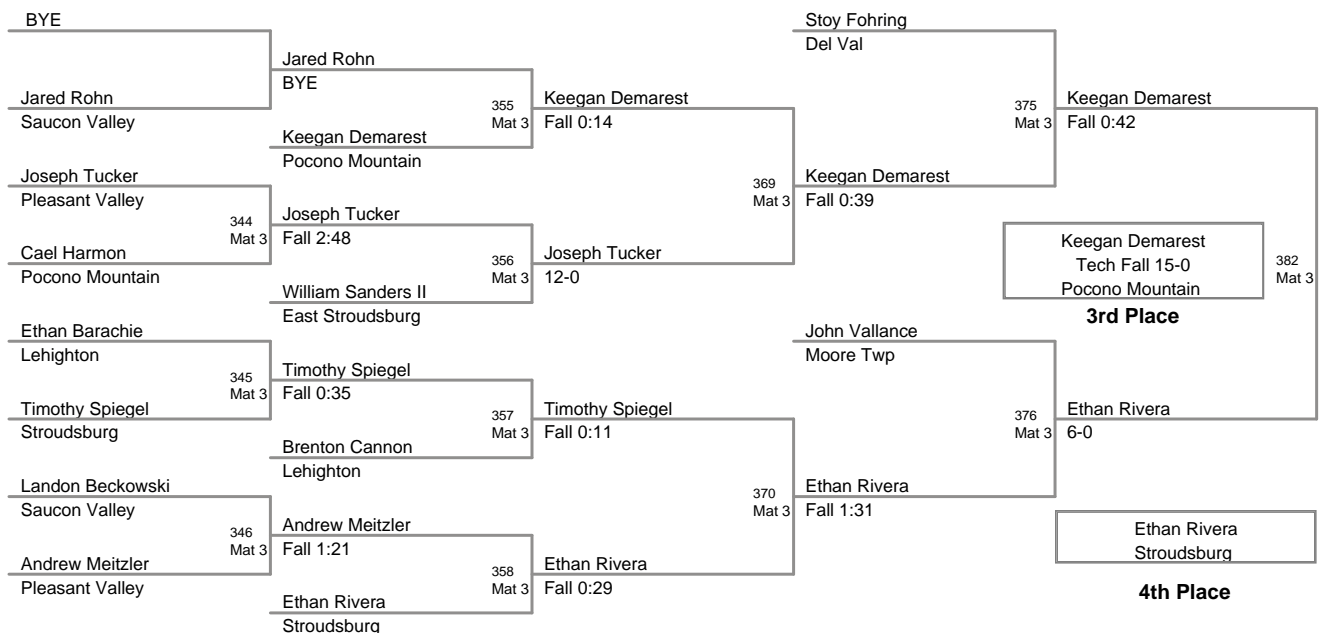 BYE
Jared Rohn
Saucon Valley
Joseph Tucker
Pleasant Valley
344
Mat 3
Cael Harmon
Pocono Mountain
Ethan Barachie
Lehighton
345
Mat 3
Timothy Spiegel
Stroudsburg
Landon Beckowski
Saucon Valley
346
Mat 3
Andrew Meitzler
Pleasant Valley
Jared Rohn
BYE
355
Mat 3
Keegan Demarest
Pocono Mountain
Joseph Tucker
Fall 2:48
356
Mat 3
William Sanders II
East Stroudsburg
Timothy Spiegel
Fall 0:35
357
Mat 3
Brenton Cannon
Lehighton
Andrew Meitzler
Fall 1:21
358
Mat 3
Ethan Rivera
Stroudsburg
Keegan Demarest
Fall 0:14
369
Mat 3
Joseph Tucker
12-0
Timothy Spiegel
Fall 0:11
370
Mat 3
Ethan Rivera
Fall 0:29
Stoy Fohring
Del Val
375
Mat 3
Keegan Demarest
Fall 0:39
John Vallance
Moore Twp
376
Mat 3
Ethan Rivera
Fall 1:31
Keegan Demarest
Fall 0:42
Keegan Demarest
Tech Fall 15-0
Pocono Mountain
3rd Place
382
Mat 3
Ethan Rivera
6-0
Ethan Rivera
Stroudsburg
4th Place